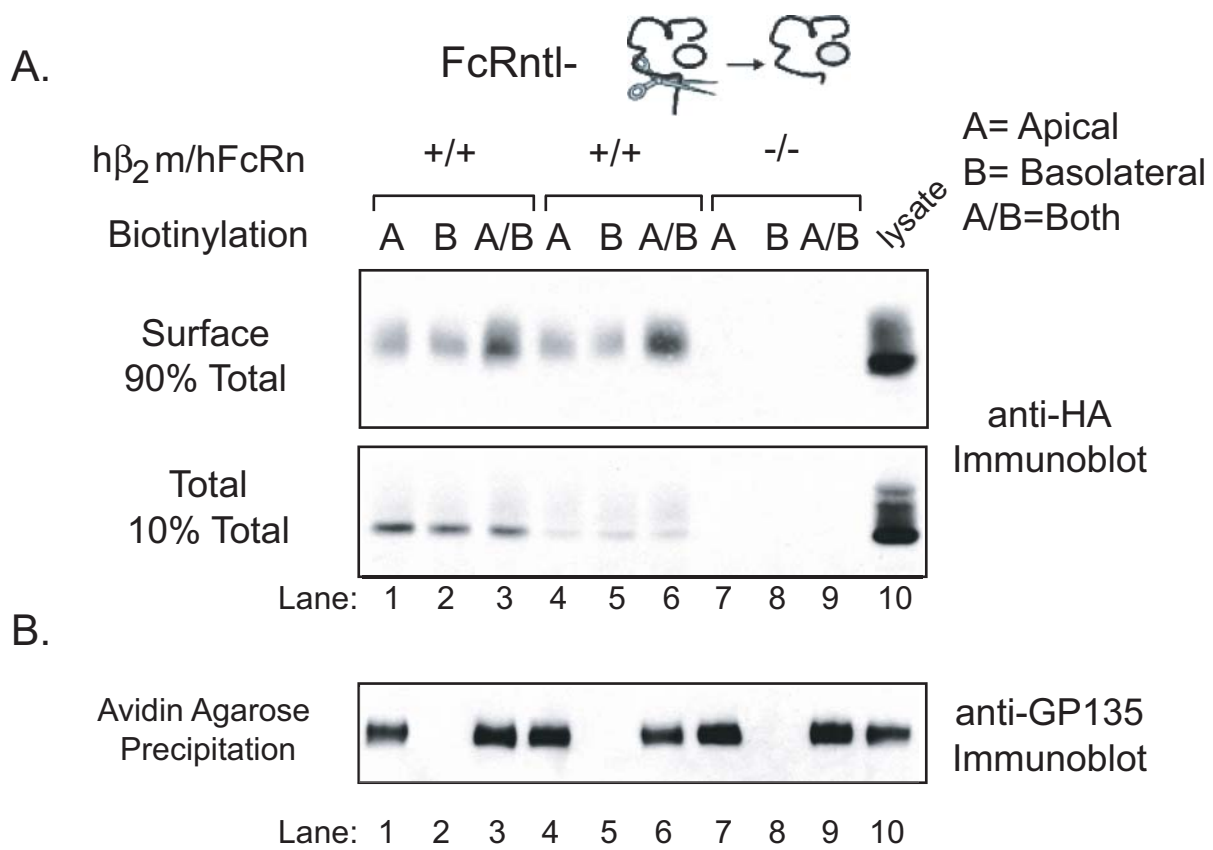 A.
FcRntl-
hβ2 m/hFcRn +/+ +/+ -/-
A= Apical
B= Basolateral
A/B=Both
Biotinylation A B A/B A B A/B A B A/B lysate
Surface
90% Total
Total
10% Total
anti-HA
Immunoblot
Lane: 1 2 3 4 5 6 7 8 9 10
B.
Avidin Agarose
Precipitation
anti-GP135
Immunoblot
Lane: 1 2 3 4 5 6 7 8 9 10